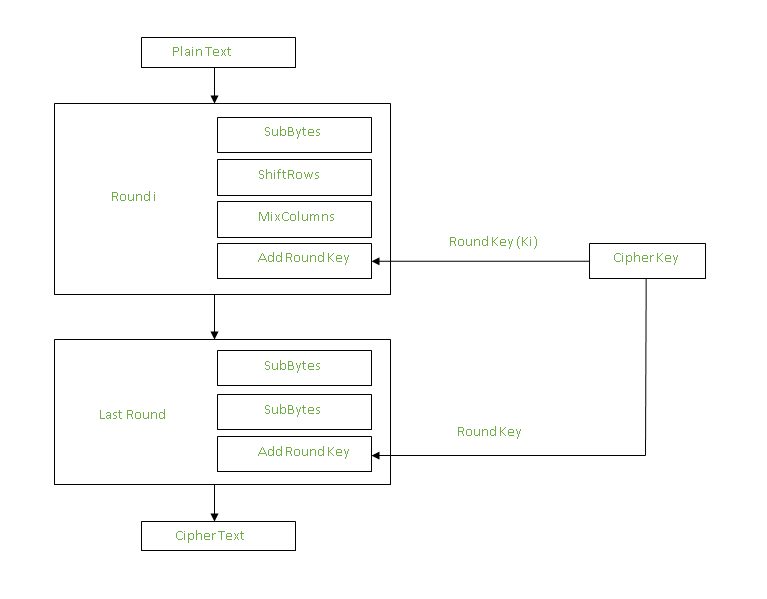 Plain Text
SubBytes
ShiftRows
Round i
MixColumns
Add Round Key
Round Key (Ki)
Cipher Key
SubBytes
SubBytes
Last Round
Add Round Key
Round Key
Cipher Text